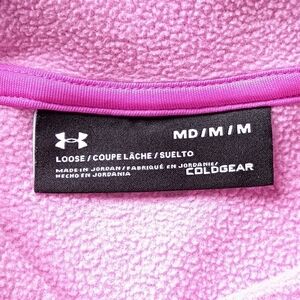 MD / M / M
LOOSE / COUPE LÂCHE / SUELTO
MADE IN JORDAN / FABRIQUÉ EN JORDANIE/
HECHO EN JORDANIA
COLDGEAR